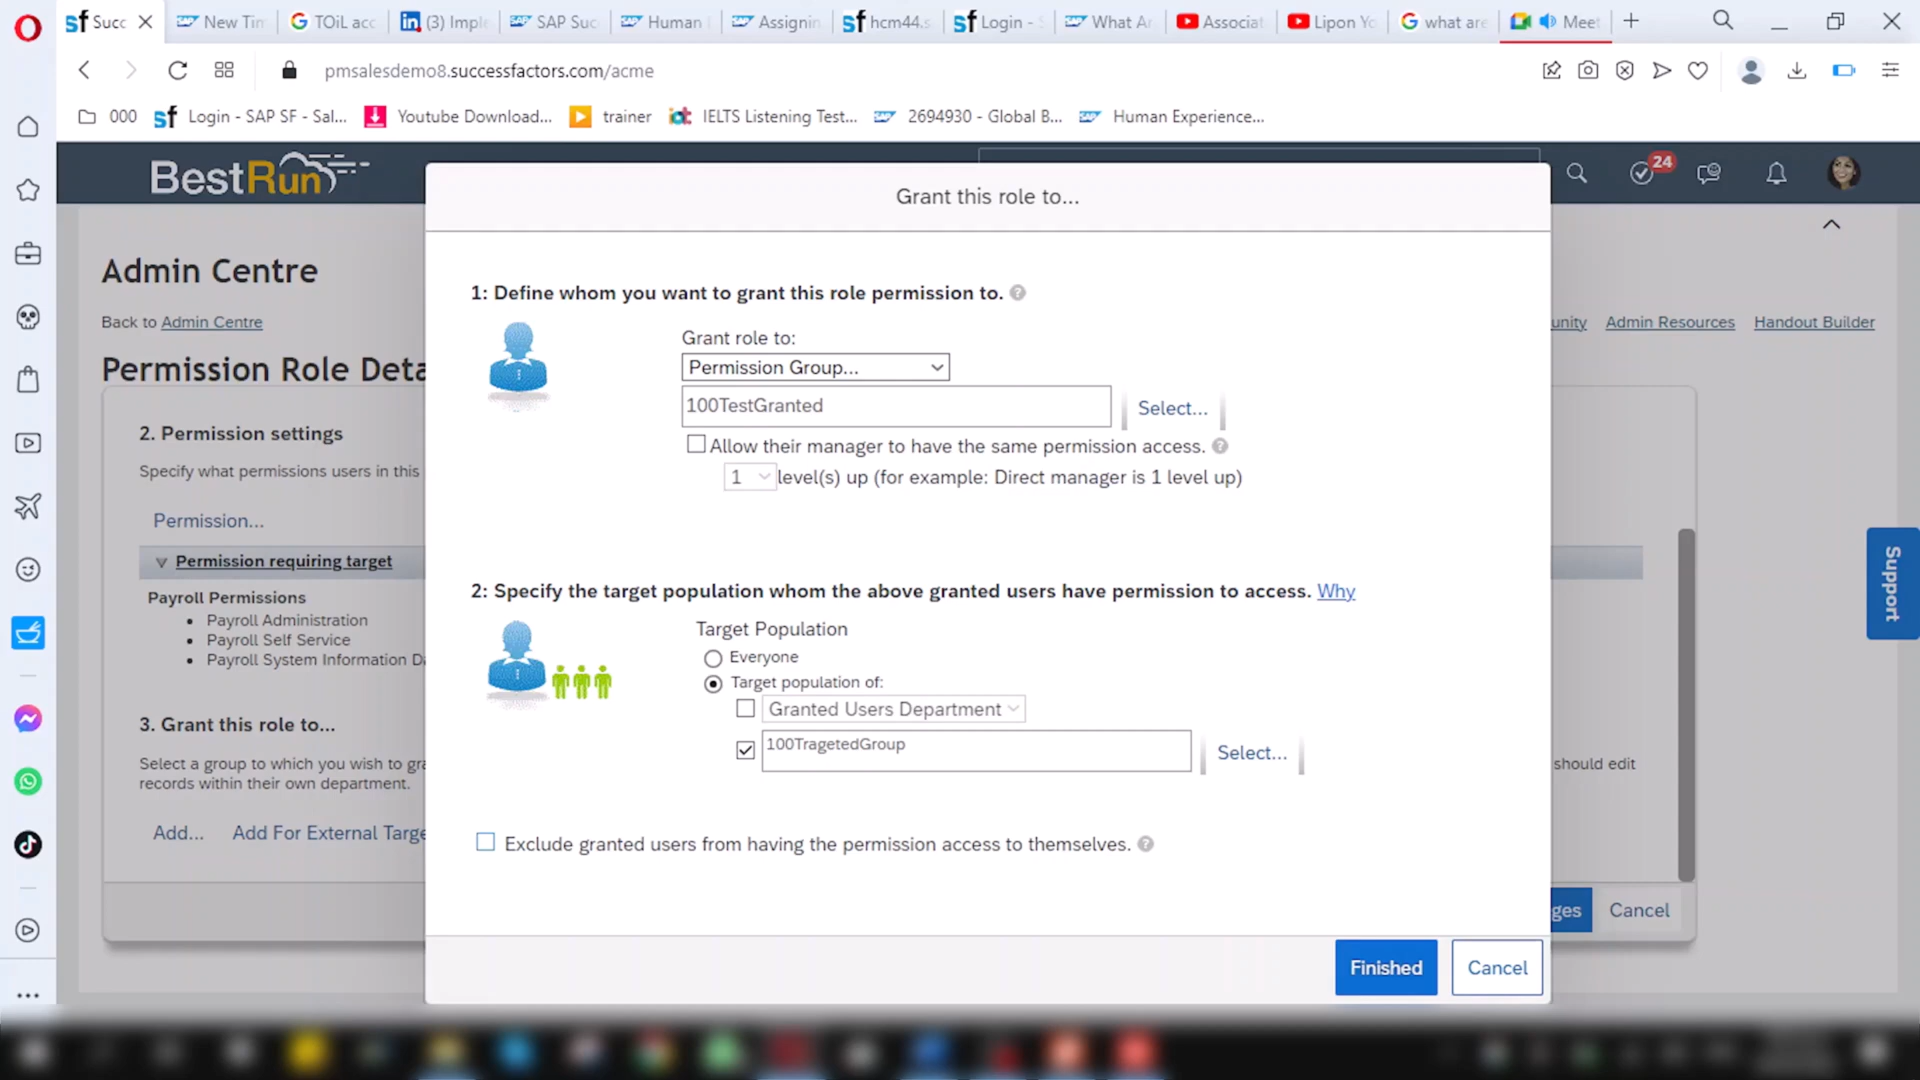 Succ
New Tin
TOiL acc
(3) Imple
SAP Suc
Human
Assignin
hcm44.s
Login - S
What Ar
Associat
Lipon Yo
what are
Meet
pmsalesdemo8.successfactors.com/acme
000
Login - SAP SF - Sal...
Youtube Download...
trainer
IELTS Listening Test...
2694930 - Global B...
Human Experience...
BestRun
24
Grant this role to...
Admin Centre
Back to Admin Centre
unity
Admin Resources
Handout Builder
Permission Role Deta
1: Define whom you want to grant this role permission to.
Grant role to:
Permission Group...
100TestGranted
Select...
Allow their manager to have the same permission access.
1 level(s) up (for example: Direct manager is 1 level up)
2. Permission settings
Specify what permissions users in this
Permission...
Permission requiring target
Payroll Permissions
Payroll Administration
Payroll Self Service
Payroll System Information Da
2: Specify the target population whom the above granted users have permission to access. Why
Target Population
Everyone
Target population of:
Granted Users Department
100TragetedGroup
Select...
3. Grant this role to...
Select a group to which you wish to gra
should edit
records within their own department.
Add...
Add For External Targe
Exclude granted users from having the permission access to themselves.
ges
Cancel
Finished
Cancel
Support